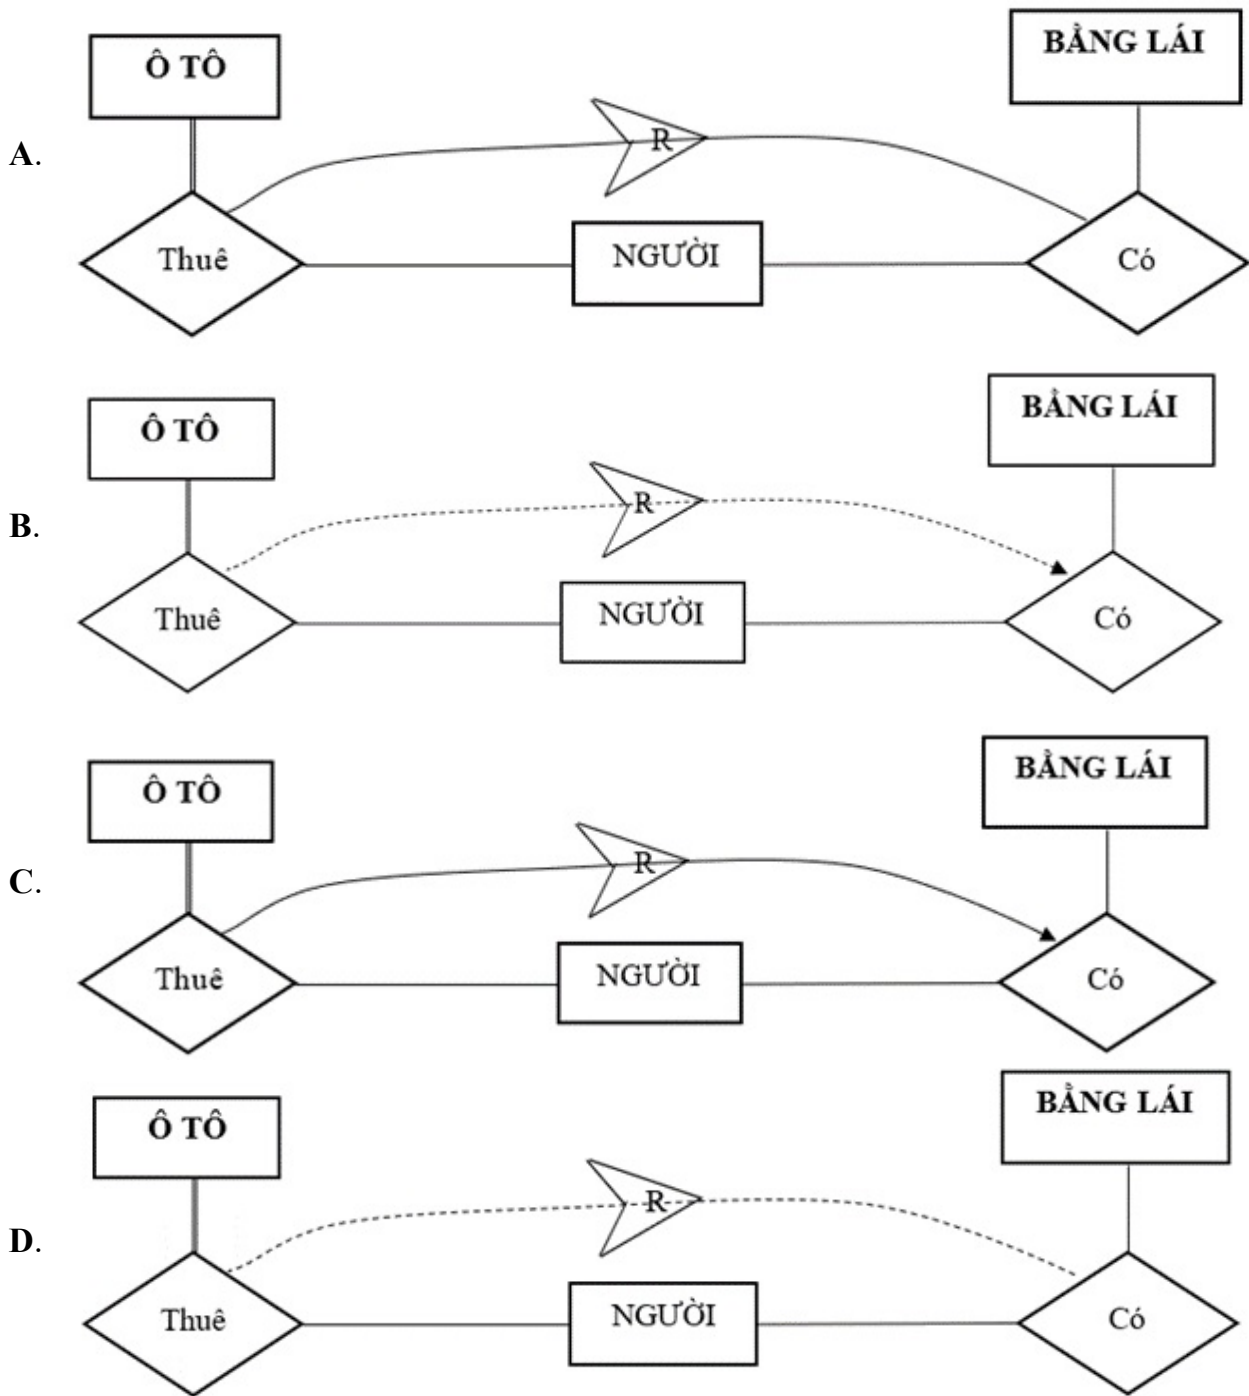 Ô TÔ
BẰNG LÁI
A.
R
Thuê
NGƯỜI
Có
Ô TÔ
BẰNG LÁI
B.
R
Thuê
NGƯỜI
Có
Ô TÔ
BẰNG LÁI
C.
R
Thuê
NGƯỜI
Có
Ô TÔ
BẰNG LÁI
D.
R
Thuê
NGƯỜI
Có